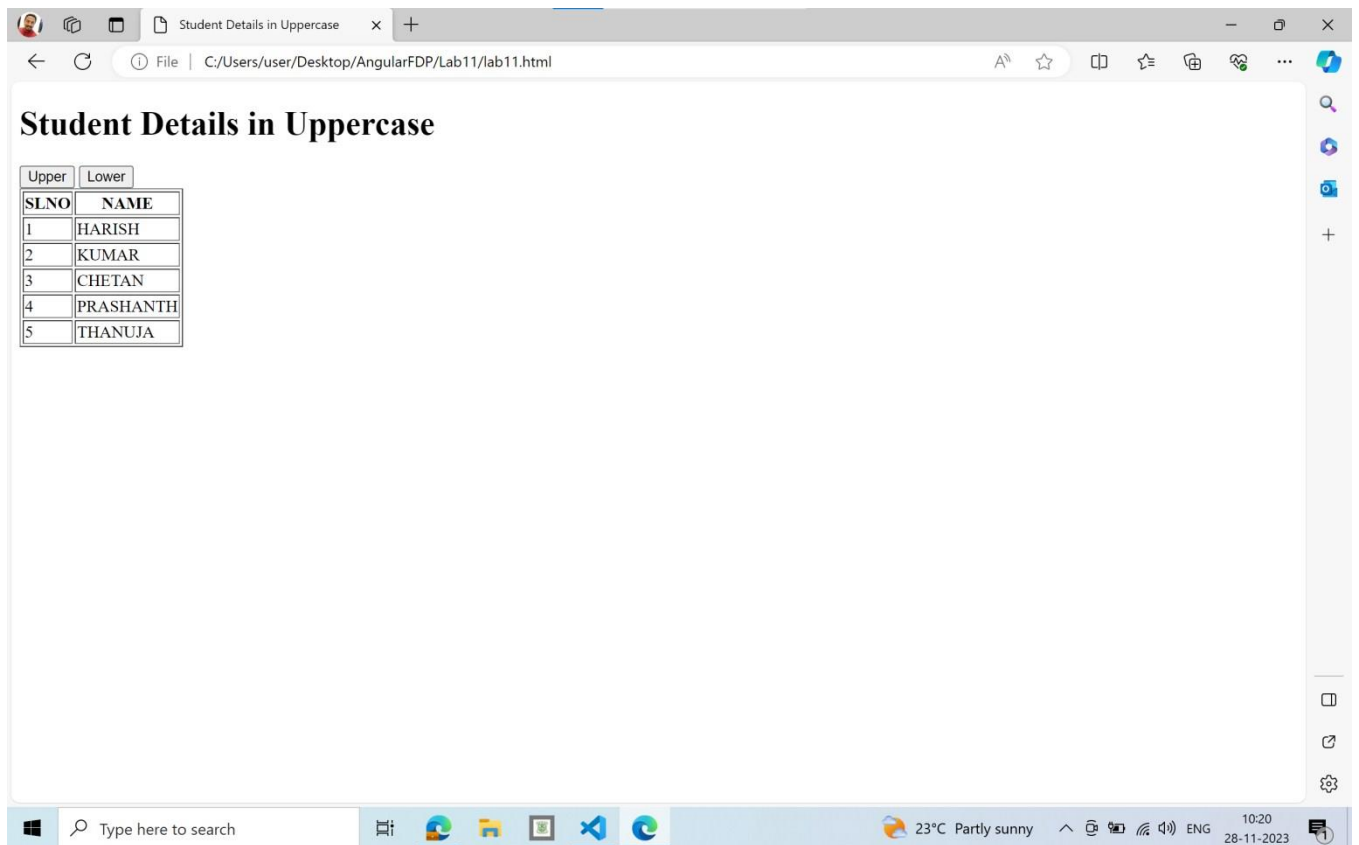 Student Details in Uppercase
File | C:/Users/user/Desktop/AngularFDP/Lab11/lab11.html
Student Details in Uppercase
Upper Lower
SLNO NAME
1 HARISH
2 KUMAR
3 CHETAN
4 PRASHANTH
5 THANUJA
Type here to search
23°C Partly sunny
ENG
10:20
28-11-2023
1